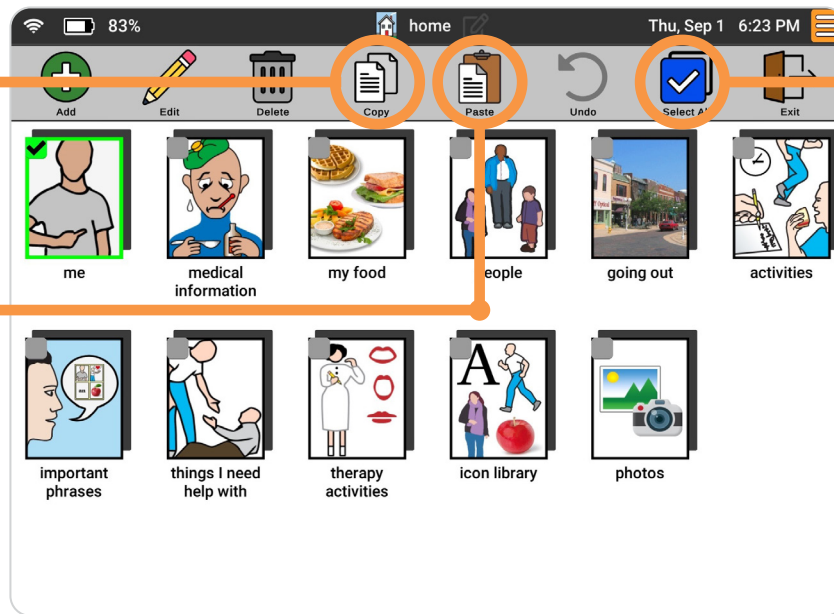 83%
home
Thu, Sep 1 6:23 PM
Add
Edit
Delete
Copy
Paste
Undo
Exit
me
medical
information
my food
going out
activities
important
phrases
things I need
help with
therapy
activities
A
icon library
photos